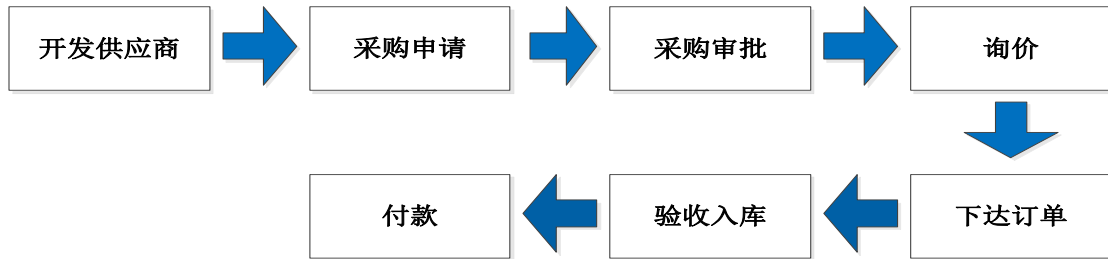 开发供应商
采购申请
采购审批
询价
下达订单
验收入库
付款